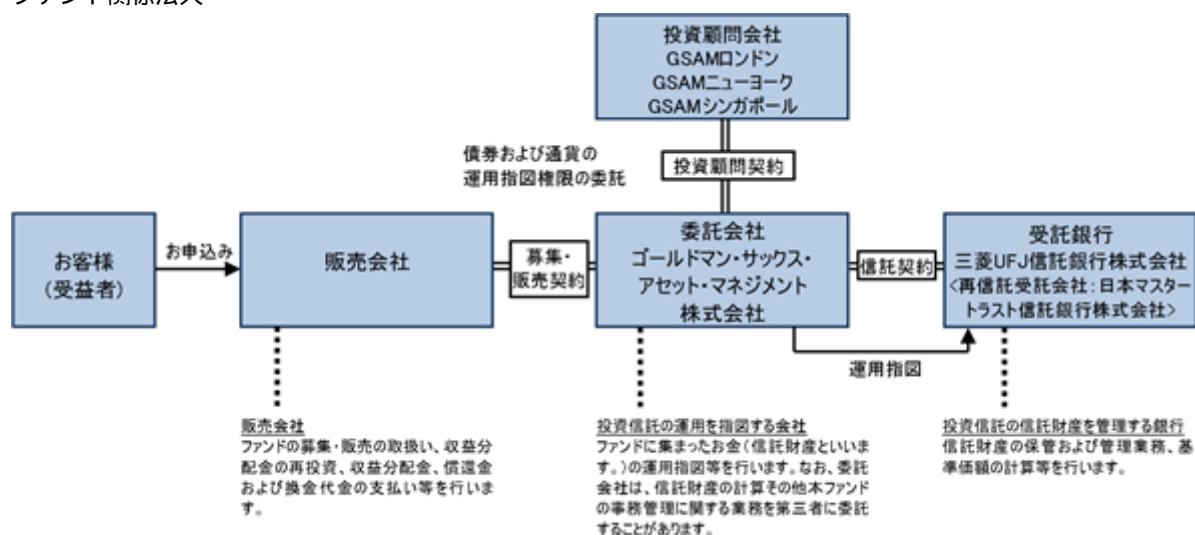 ファンド関係法人
投資顧問会社
GSAMロンドン
GSAMニューヨーク
GSAMシンガポール
債券および通貨の
運用指図権限の委託
投資顧問契約
お客様
（受益者）
お申込み
販売会社
募集・
販売契約
委託会社
ゴールドマン・サックス・
アセット・マネジメント
株式会社
信託契約
受託銀行
三菱UFJ信託銀行株式会社
<再信託受託会社：日本マスター
トラスト信託銀行株式会社>
運用指図
販売会社
ファンドの募集・販売の取扱い、収益分
配金の再投資、収益分配金、償還金
および換金代金の支払い等を行いま
す。
投資信託の運用を指図する会社
ファンドに集まったお金（信託財産といいま
す。）の運用指図等を行います。なお、委託
会社は、信託財産の計算その他本ファンド
の事務管理に関する業務を第三者に委託
することがあります。
投資信託の信託財産を管理する銀行
信託財産の保管および管理業務、基
準価額の計算等を行います。